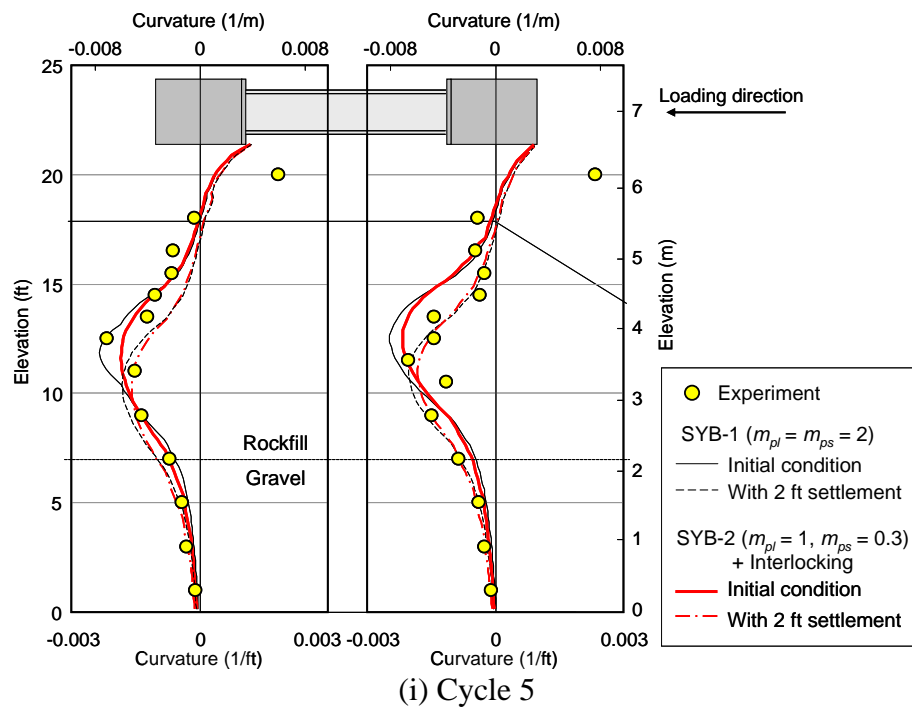 Curvature (1/m)
Curvature (1/m)
-0.008 0 0.008
-0.008 0 0.008
25
20
15
10
5
0
Elevation (ft)
Loading direction
7
6
5
4
3
2
1
0
Elevation (m)
Rockfill
Gravel
-0.003 0 0.003
-0.003 0 0.003
Curvature (1/ft)
Curvature (1/ft)
Experiment
SYB-1 (mpl = mps = 2)
Initial condition
With 2 ft settlement
SYB-2 (mpl = 1, mps = 0.3)
+ Interlocking
Initial condition
With 2 ft settlement
(i) Cycle 5